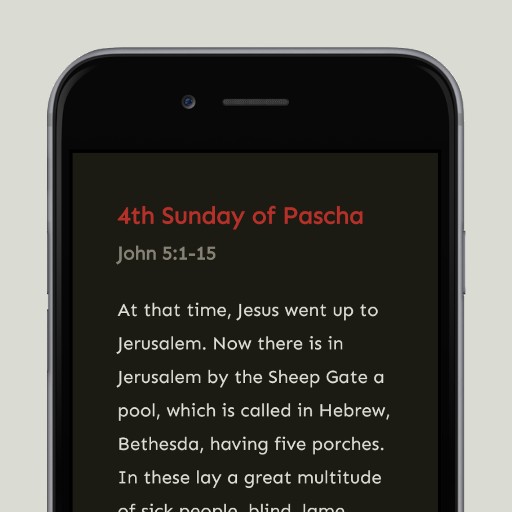 4th Sunday of Pascha
John 5:1-15
At that time, Jesus went up to
Jerusalem. Now there is in
Jerusalem by the Sheep Gate a
pool, which is called in Hebrew,
Bethesda, having five porches.
In these lay a great multitude
of sick people, blind, lame,